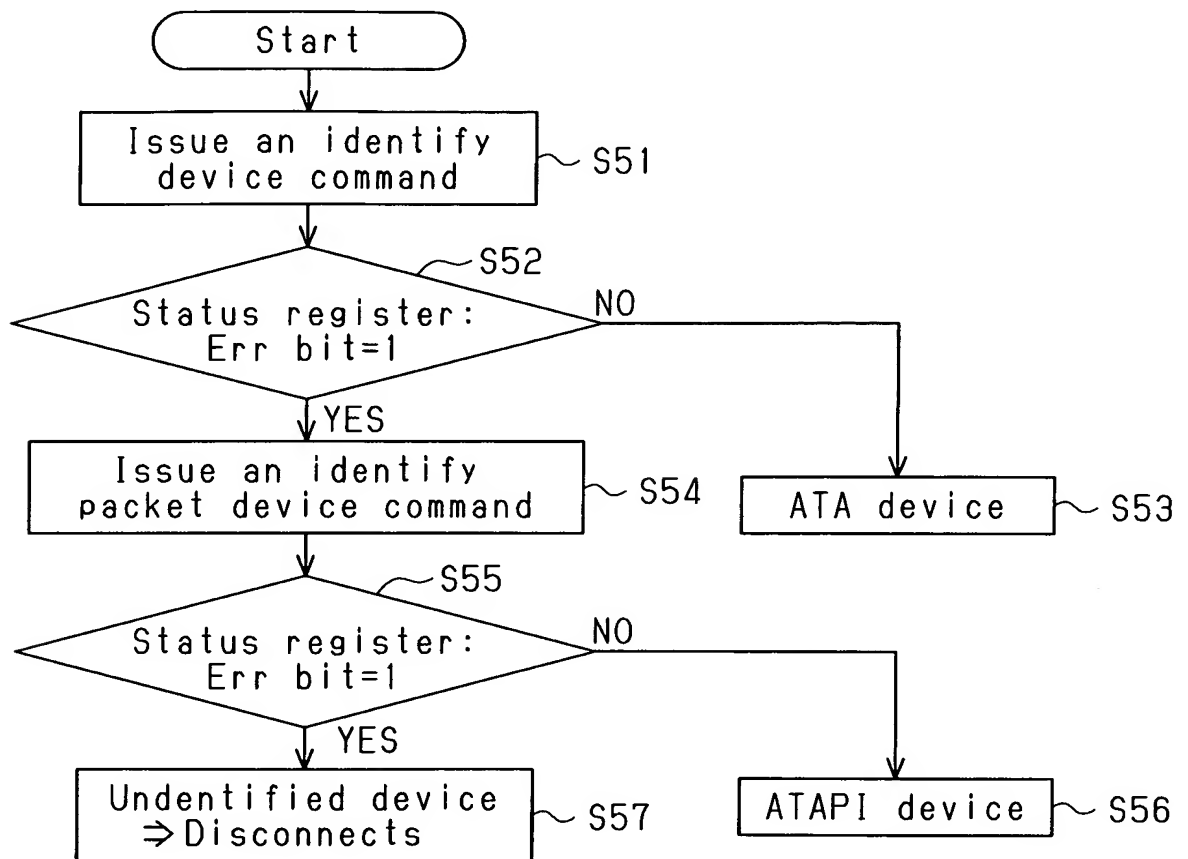 Start
Issue an identify
device command
S51
S52
Status register:
Err bit=1
NO
YES
Issue an identify
packet device command
S54
ATA device
S53
S55
Status register:
Err bit=1
NO
YES
Undentified device
⇒Disconnects
S57
ATAPI device
S56